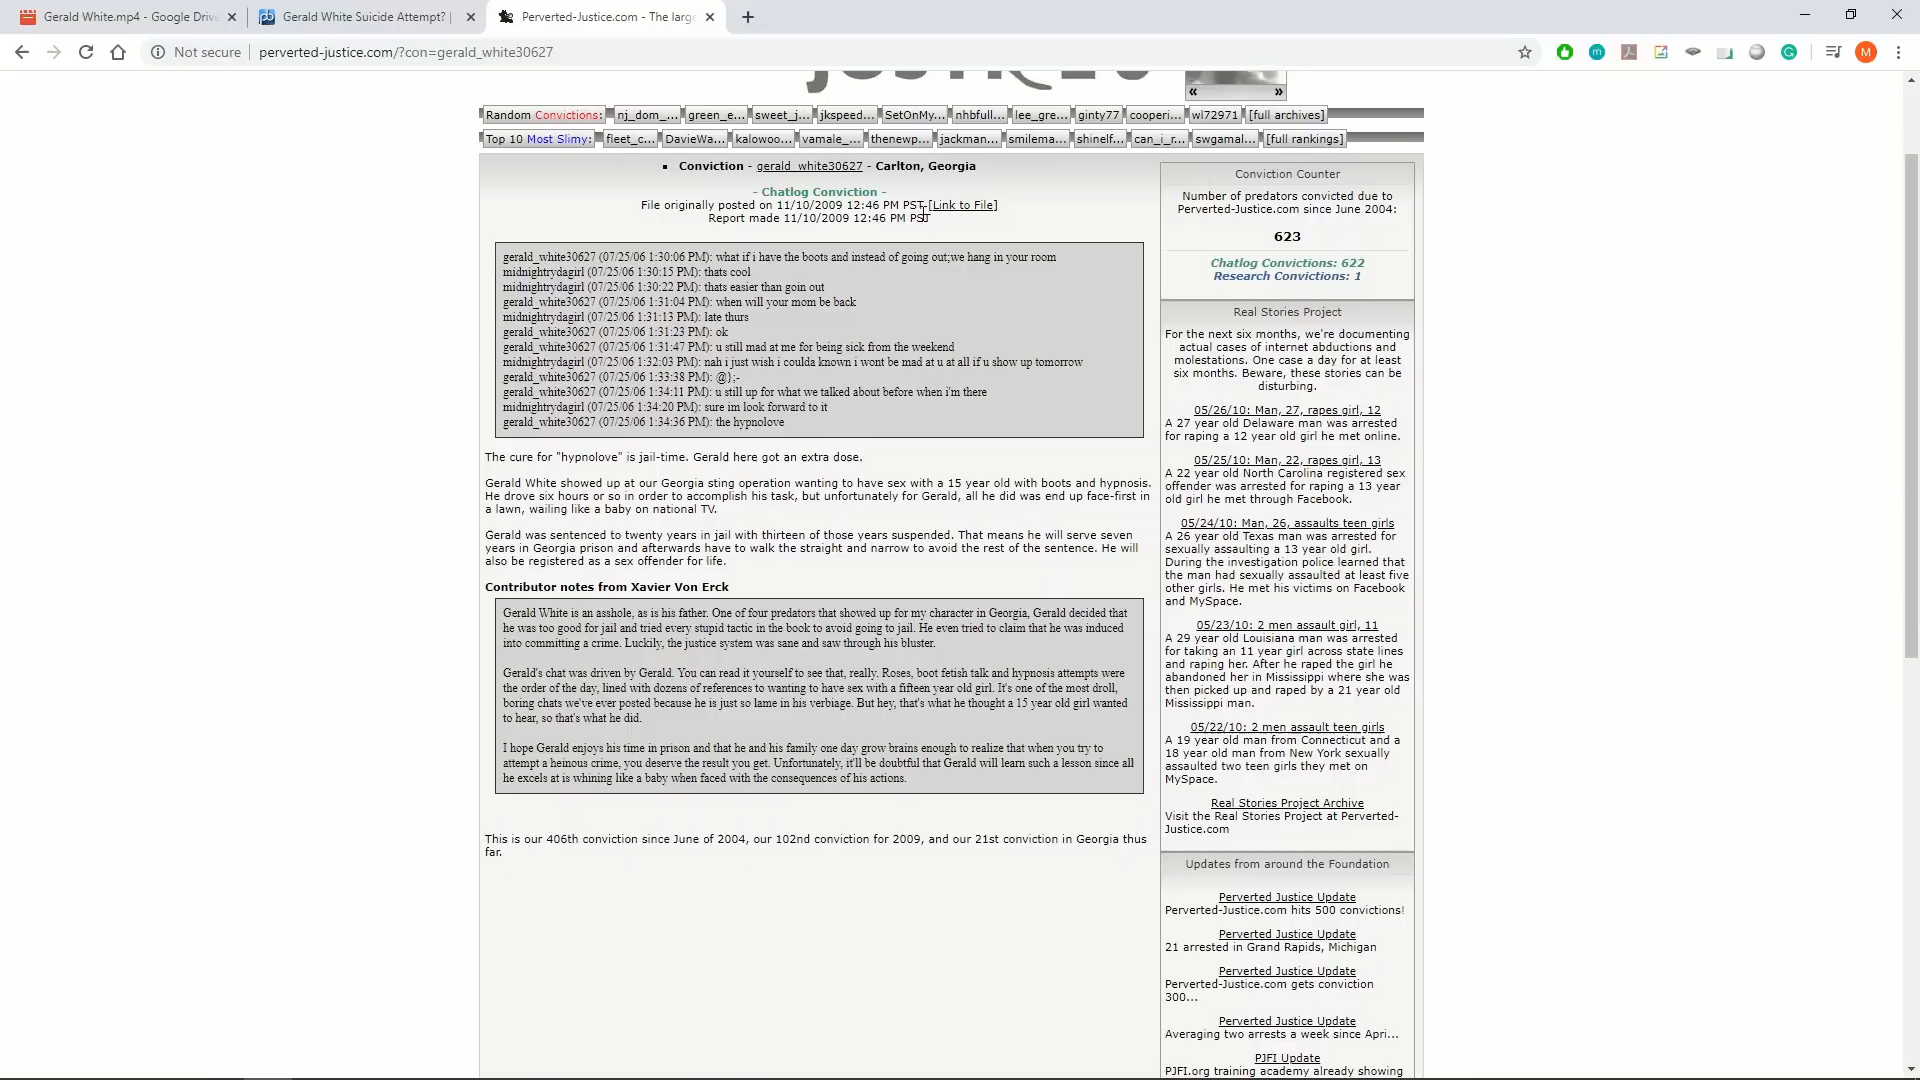 Gerald White.mp4 - Google Drive
Gerald White Suicide Attempt? |
Perverted-Justice.com - The large
Not secure
perverted-justice.com/?con=gerald_white30627
M
« »
Random Convictions: nj_dom_... green_e... sweet_j... jkspeed... SetOnMy... nhbfull... lee_gre... ginty77 cooperi... wl72971 [full archives]
Top 10 Most Slimy: fleet_c... DavieWa... kalowoo... vamale_... thenewp... jackman... smilema... shinelf... can_i_r... swgamal... [full rankings]
Conviction - gerald_white30627 - Carlton, Georgia
- Chatlog Conviction -
File originally posted on 11/10/2009 12:46 PM PST [Link to File]
Report made 11/10/2009 12:46 PM PST
gerald_white30627 (07/25/06 1:30:06 PM): what if i have the boots and instead of going out;we hang in your room
midnightrydagirl (07/25/06 1:30:15 PM): thats cool
midnightrydagirl (07/25/06 1:30:22 PM): thats easier than goin out
gerald_white30627 (07/25/06 1:31:04 PM): when will your mom be back
midnightrydagirl (07/25/06 1:31:13 PM): late thurs
gerald_white30627 (07/25/06 1:31:23 PM): ok
gerald_white30627 (07/25/06 1:31:47 PM): u still mad at me for being sick from the weekend
midnightrydagirl (07/25/06 1:32:03 PM): nah i just wish i coulda known i wont be mad at u at all if u show up tomorrow
gerald_white30627 (07/25/06 1:33:38 PM): @};-
gerald_white30627 (07/25/06 1:34:11 PM): u still up for what we talked about before when i'm there
midnightrydagirl (07/25/06 1:34:20 PM): sure im look forward to it
gerald_white30627 (07/25/06 1:34:36 PM): the hypnolove
The cure for "hypnolove" is jail-time. Gerald here got an extra dose.
Gerald White showed up at our Georgia sting operation wanting to have sex with a 15 year old with boots and hypnosis.
He drove six hours or so in order to accomplish his task, but unfortunately for Gerald, all he did was end up face-first in
a lawn, wailing like a baby on national TV.
Gerald was sentenced to twenty years in jail with thirteen of those years suspended. That means he will serve seven
years in Georgia prison and afterwards have to walk the straight and narrow to avoid the rest of the sentence. He will
also be registered as a sex offender for life.
Contributor notes from Xavier Von Erck
Gerald White is an asshole, as is his father. One of four predators that showed up for my character in Georgia, Gerald decided that
he was too good for jail and tried every stupid tactic in the book to avoid going to jail. He even tried to claim that he was induced
into committing a crime. Luckily, the justice system was sane and saw through his bluster.
Gerald's chat was driven by Gerald. You can read it yourself to see that, really. Roses, boot fetish talk and hypnosis attempts were
the order of the day, lined with dozens of references to wanting to have sex with a fifteen year old girl. It's one of the most droll,
boring chats we've ever posted because he is just so lame in his verbiage. But hey, that's what he thought a 15 year old girl wanted
to hear, so that's what he did.
I hope Gerald enjoys his time in prison and that he and his family one day grow brains enough to realize that when you try to
attempt a heinous crime, you deserve the result you get. Unfortunately, it'll be doubtful that Gerald will learn such a lesson since all
he excels at is whining like a baby when faced with the consequences of his actions.
This is our 406th conviction since June of 2004, our 102nd conviction for 2009, and our 21st conviction in Georgia thus
far.
Conviction Counter
Number of predators convicted due to
Perverted-Justice.com since June 2004:
623
Chatlog Convictions: 622
Research Convictions: 1
Real Stories Project
For the next six months, we're documenting
actual cases of internet abductions and
molestations. One case a day for at least
six months. Beware, these stories can be
disturbing.
05/26/10: Man, 27, rapes girl, 12
A 27 year old Delaware man was arrested
for raping a 12 year old girl he met online.
05/25/10: Man, 22, rapes girl, 13
A 22 year old North Carolina registered sex
offender was arrested for raping a 13 year
old girl he met through Facebook.
05/24/10: Man, 26, assaults teen girls
A 26 year old Texas man was arrested for
sexually assaulting a 13 year old girl.
During the investigation police learned that
the man had sexually assaulted at least five
other girls. He met his victims on Facebook
and MySpace.
05/23/10: 2 men assault girl, 11
A 29 year old Louisiana man was arrested
for taking an 11 year girl across state lines
and raping her. After he raped the girl he
abandoned her in Mississippi where she was
then picked up and raped by a 21 year old
Mississippi man.
05/22/10: 2 men assault teen girls
A 19 year old man from Connecticut and a
18 year old man from New York sexually
assaulted two teen girls they met on
MySpace.
Real Stories Project Archive
Visit the Real Stories Project at Perverted-
Justice.com
Updates from around the Foundation
Perverted Justice Update
Perverted-Justice.com hits 500 convictions!
Perverted Justice Update
21 arrested in Grand Rapids, Michigan
Perverted Justice Update
Perverted-Justice.com gets conviction
300...
Perverted Justice Update
Averaging two arrests a week since Apri...
PJFI Update
PJFI.org training academy already showing